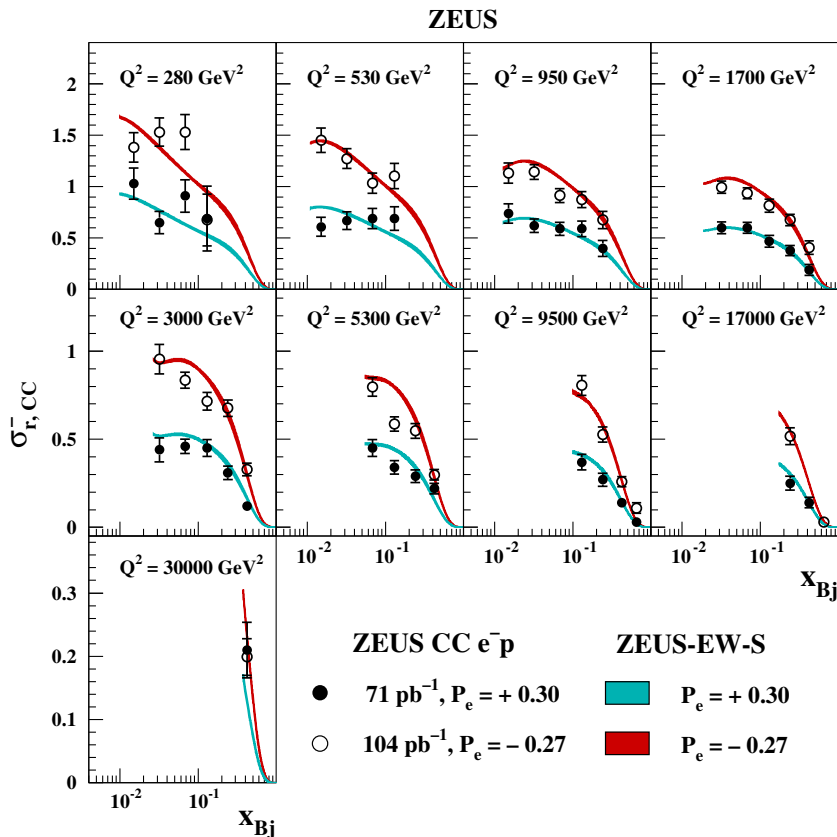 ZEUS
Q² = 280 GeV²
Q² = 530 GeV²
Q² = 950 GeV²
Q² = 1700 GeV²
2
1.5
1
0.5
0
Q² = 3000 GeV²
Q² = 5300 GeV²
Q² = 9500 GeV²
Q² = 17000 GeV²
1
0.5
0
σ⁻r, CC
10⁻² 10⁻¹
10⁻² 10⁻¹
10⁻² 10⁻¹
xBj
Q² = 30000 GeV²
0.3
0.2
0.1
0
10⁻² 10⁻¹
xBj
ZEUS CC e⁻p
71 pb⁻¹, Pe = + 0.30
104 pb⁻¹, Pe = − 0.27
ZEUS-EW-S
Pe = + 0.30
Pe = − 0.27